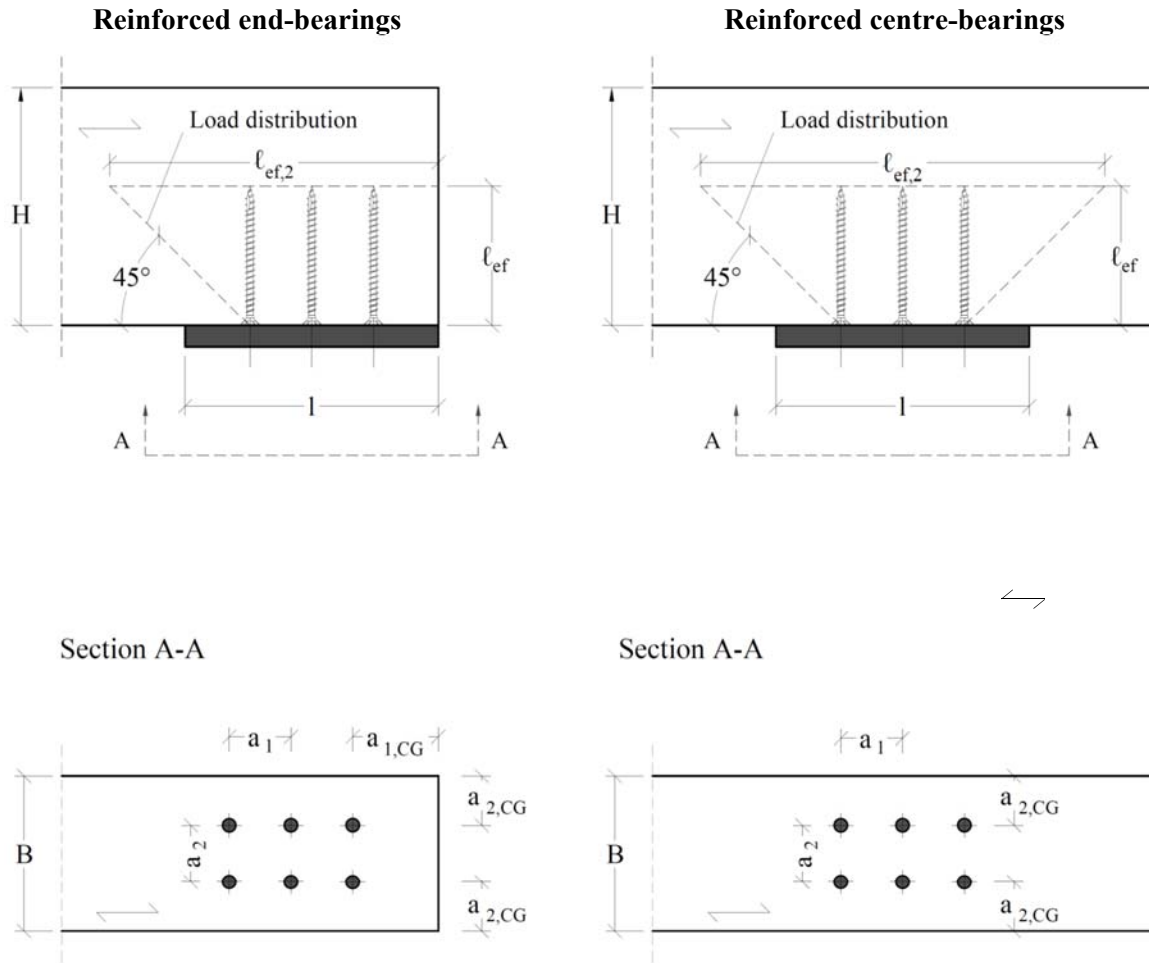 Reinforced end-bearings
Load distribution
ℓef,2
H
45°
ℓef
l
A
A
Reinforced centre-bearings
Load distribution
ℓef,2
H
45°
ℓef
l
A
A
Section A-A
a1
a1,CG
a2,CG
B
a2
a2,CG
Section A-A
a1
a2,CG
B
a2
a2,CG